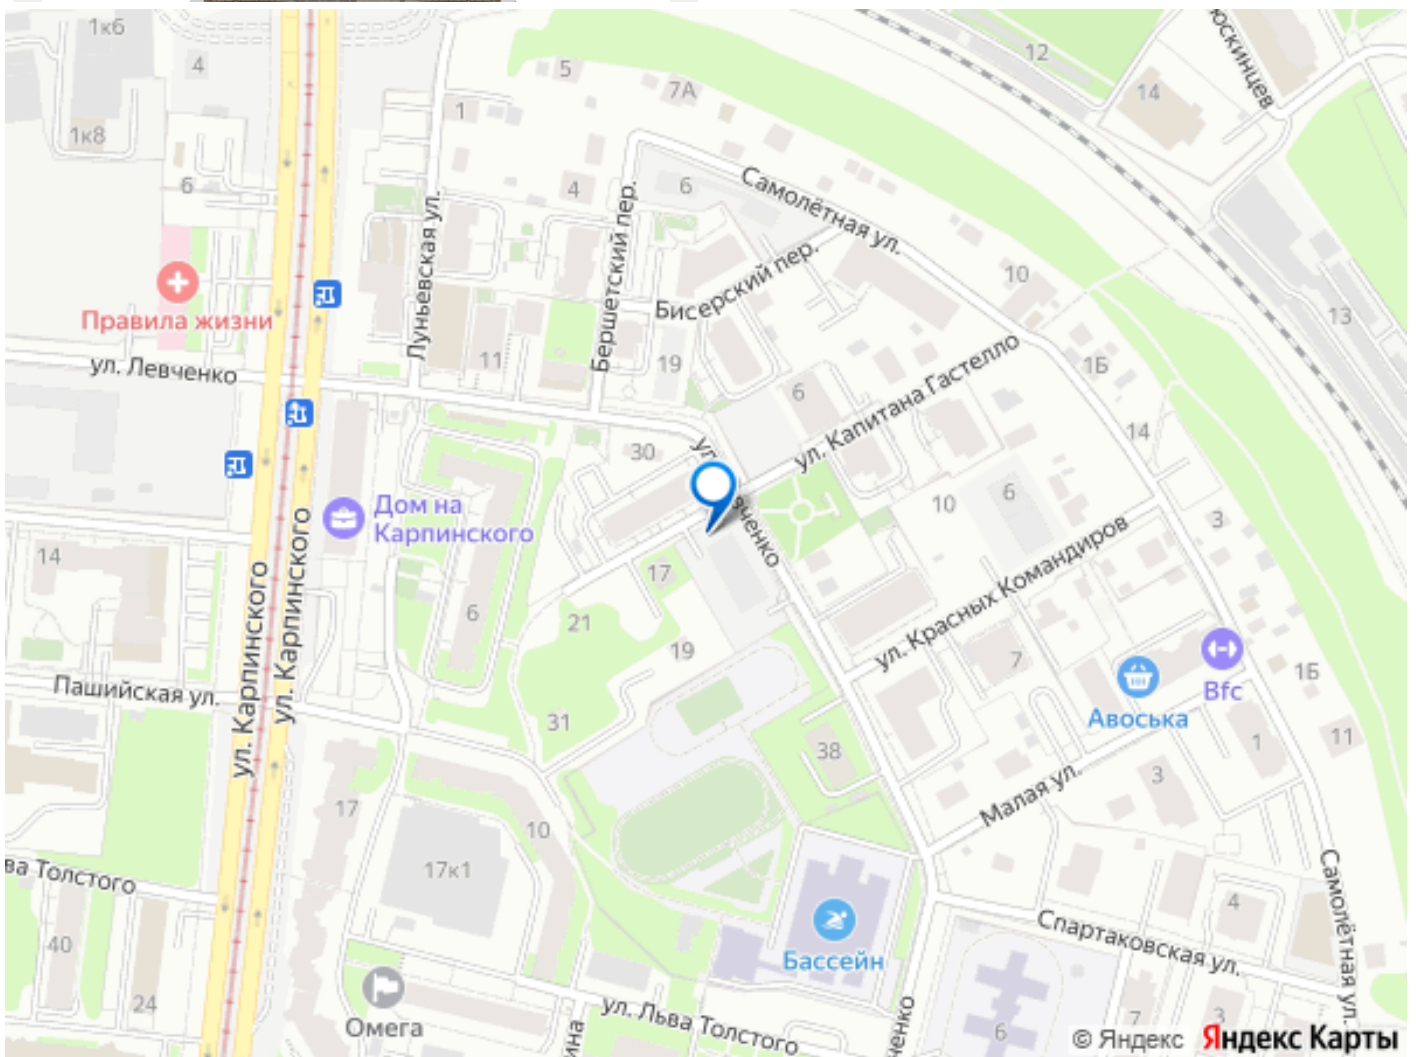 1к6
4
1к8
6
Правила жизни
ул. Левченко
1
5
7А
12
14
13
Луньевская ул.
4
Бершетский пер.
6
Самолётная ул.
Бисерский пер.
10
11
19
6
ул. Капитана Гастелло
1Б
14
30
Дом на
Карпинского
10
6
3
ул. Красных Командиров
14
ул. Карпинского
ул. Карпинского
6
21
17
19
31
7
Bfc
Авоська
1Б
11
1
Пашийская ул.
38
Малая ул.
3
17
10
17к1
40
24
Омега
Бассейн
Спартаковская ул.
4
Самолётная ул.
ул. Льва Толстого
6
7
3
© Яндекс Яндекс Карты